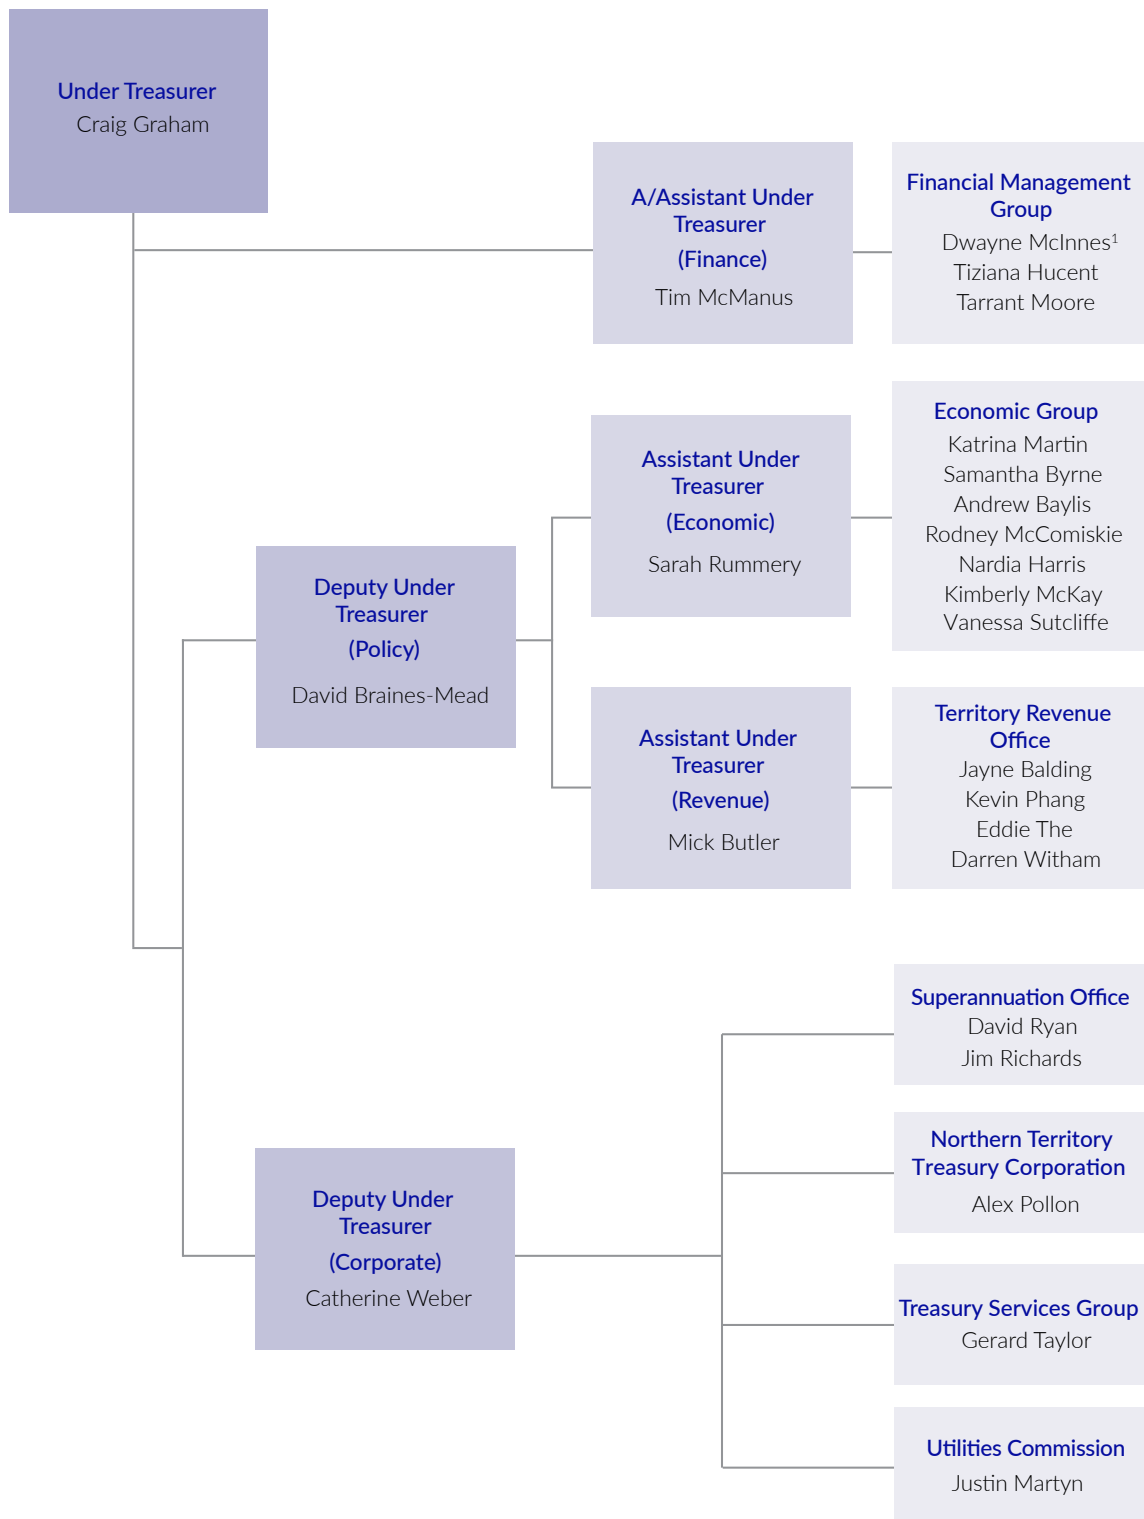 Under Treasurer
Craig Graham
A/Assistant Under
Treasurer
(Finance)
Tim McManus
Financial Management
Group
Dwayne McInnes¹
Tiziana Hucent
Tarrant Moore
Deputy Under
Treasurer
(Policy)
David Braines-Mead
Assistant Under
Treasurer
(Economic)
Sarah Rummery
Economic Group
Katrina Martin
Samantha Byrne
Andrew Baylis
Rodney McComiskie
Nardia Harris
Kimberly McKay
Vanessa Sutcliffe
Assistant Under
Treasurer
(Revenue)
Mick Butler
Territory Revenue
Office
Jayne Balding
Kevin Phang
Eddie The
Darren Witham
Deputy Under
Treasurer
(Corporate)
Catherine Weber
Superannuation Office
David Ryan
Jim Richards
Northern Territory
Treasury Corporation
Alex Pollon
Treasury Services Group
Gerard Taylor
Utilities Commission
Justin Martyn